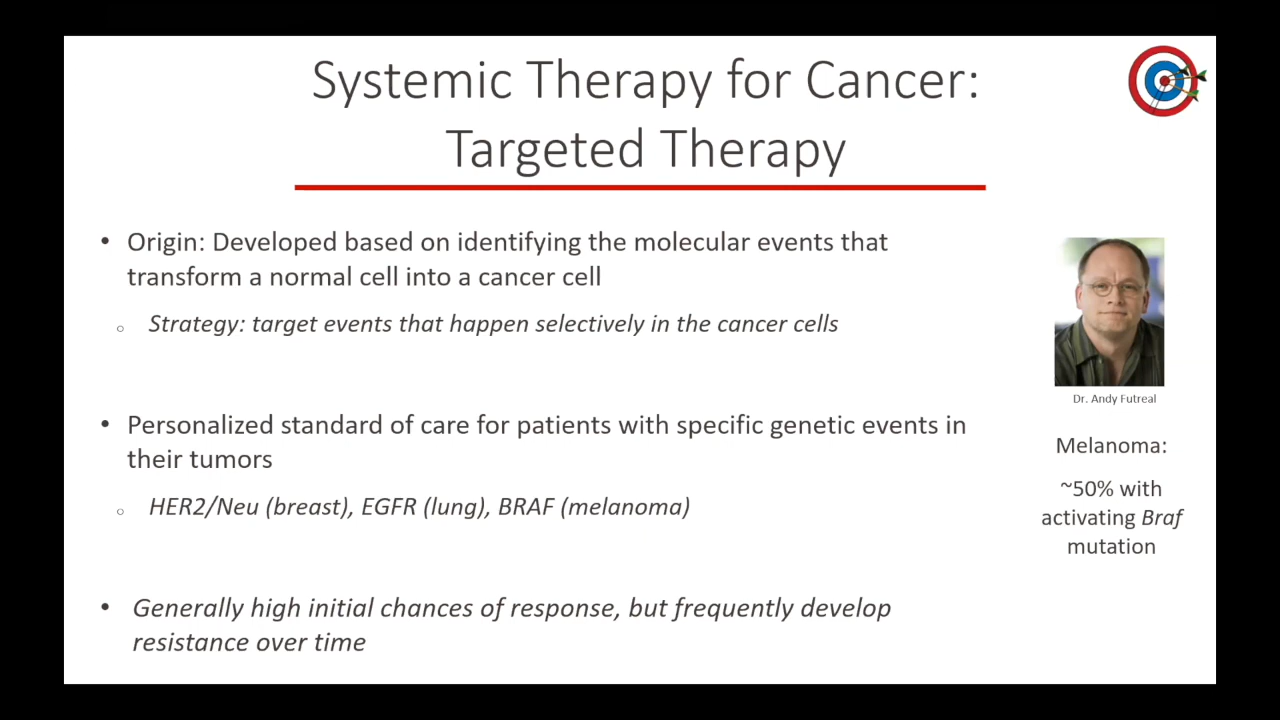 Systemic Therapy for Cancer:
Targeted Therapy
• Origin: Developed based on identifying the molecular events that
transform a normal cell into a cancer cell
○ Strategy: target events that happen selectively in the cancer cells
• Personalized standard of care for patients with specific genetic events in
their tumors
○ HER2/Neu (breast), EGFR (lung), BRAF (melanoma)
• Generally high initial chances of response, but frequently develop
resistance over time
Dr. Andy Futreal
Melanoma:
~50% with
activating Braf
mutation